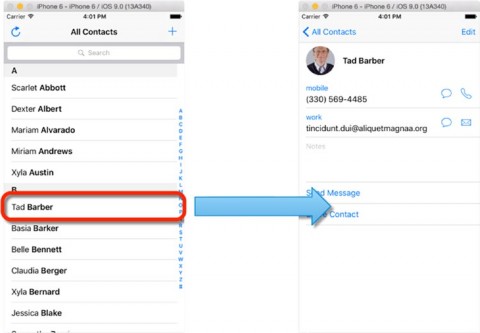 iPhone 6 - iPhone 6 / iOS 9.0 (13A340)
Carrier 4:01 PM
All Contacts
Search
A
Scarlet Abbott
Dexter Albert
Mariam Alvarado
Miriam Andrews
Xyla Austin
B
Tad Barber
Basia Barker
Belle Bennett
Claudia Berger
Xyla Bernard
Jessica Blake
A
B
C
D
E
F
G
H
I
J
K
L
R
S
T
U
V
W
X
Y
Z
#
iPhone 6 - iPhone 6 / iOS 9.0 (13A340)
Carrier 4:01 PM
All Contacts Edit
Tad Barber
mobile
(330) 569-4485
work
tincidunt.dui@aliquetmagnaa.org
Notes
Send Message
Contact